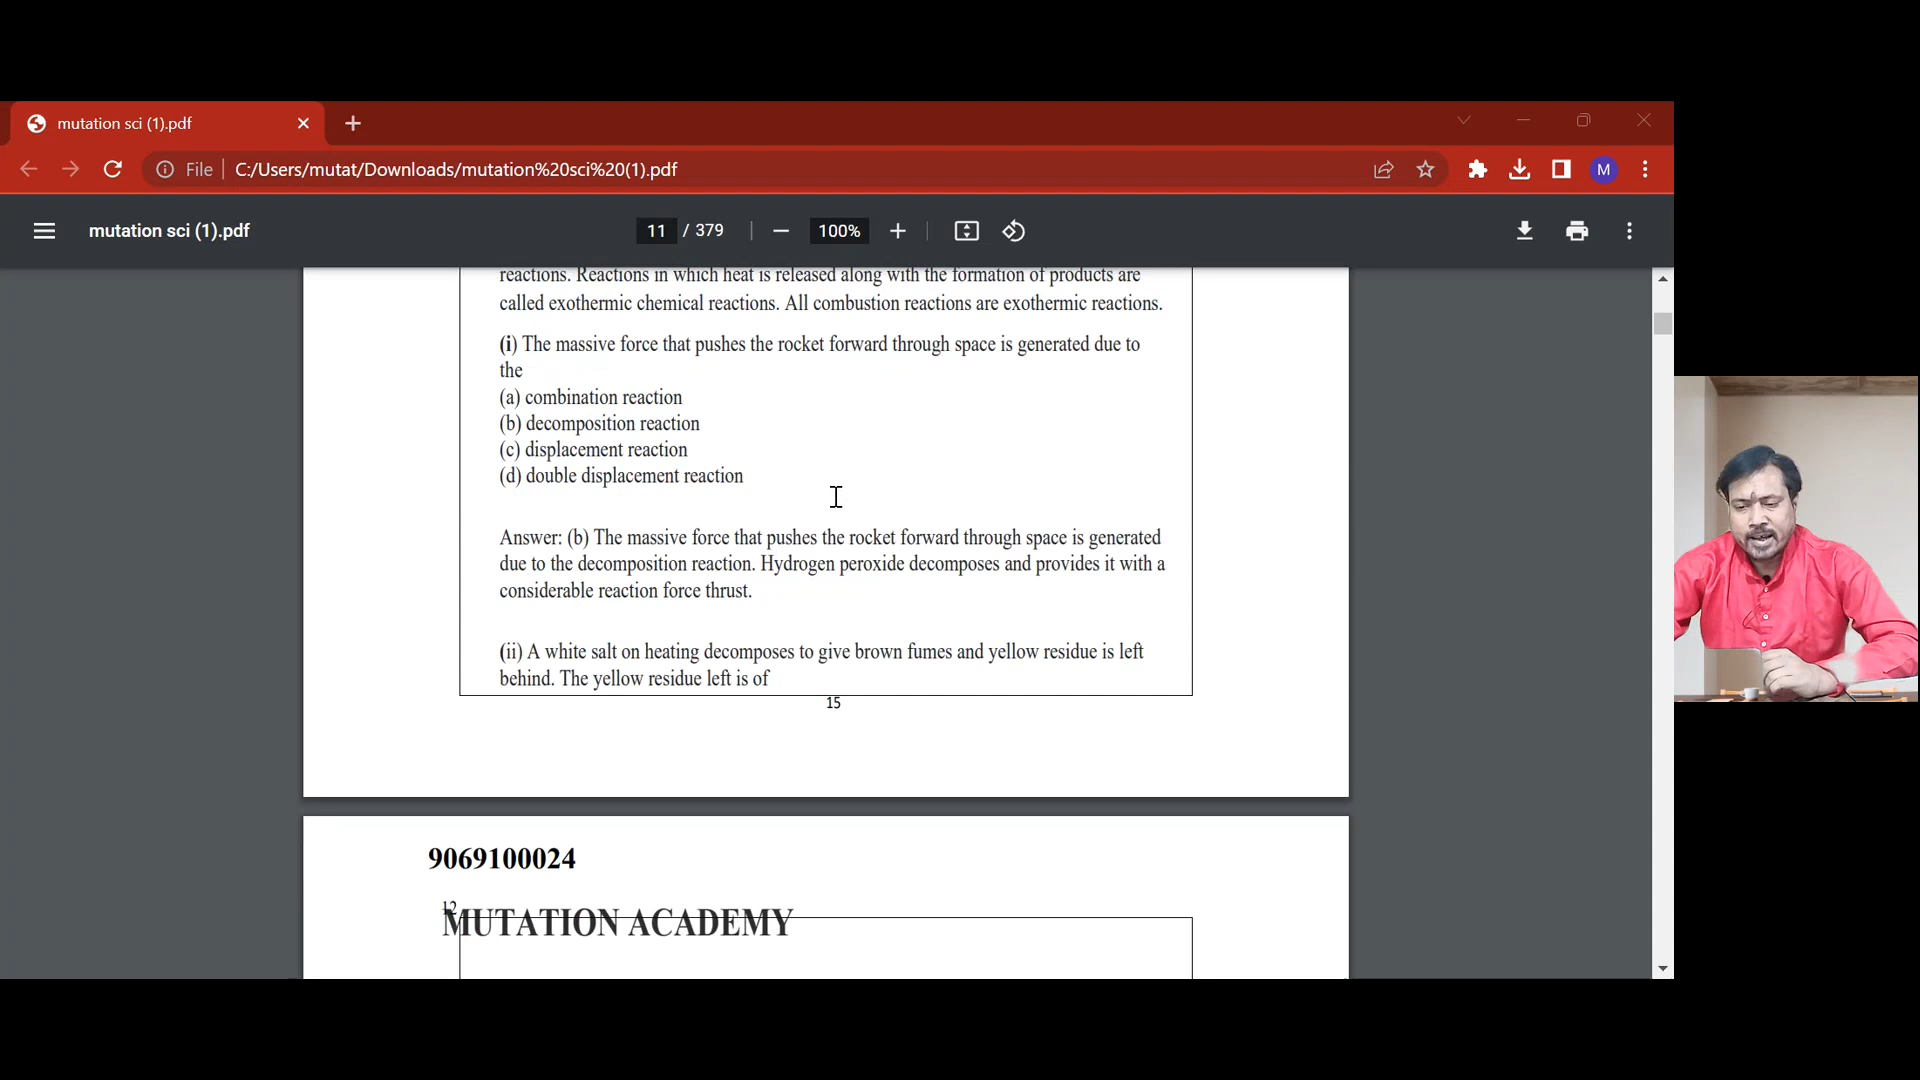 mutation sci (1).pdf
File C:/Users/mutat/Downloads/mutation%20sci%20(1).pdf
M
mutation sci (1).pdf
11 / 379
100%
reactions. Reactions in which heat is released along with the formation of products are
called exothermic chemical reactions. All combustion reactions are exothermic reactions.
(i) The massive force that pushes the rocket forward through space is generated due to
the
(a) combination reaction
(b) decomposition reaction
(c) displacement reaction
(d) double displacement reaction
Answer: (b) The massive force that pushes the rocket forward through space is generated
due to the decomposition reaction. Hydrogen peroxide decomposes and provides it with a
considerable reaction force thrust.
(ii) A white salt on heating decomposes to give brown fumes and yellow residue is left
behind. The yellow residue left is of
15
9069100024
12
MUTATION ACADEMY